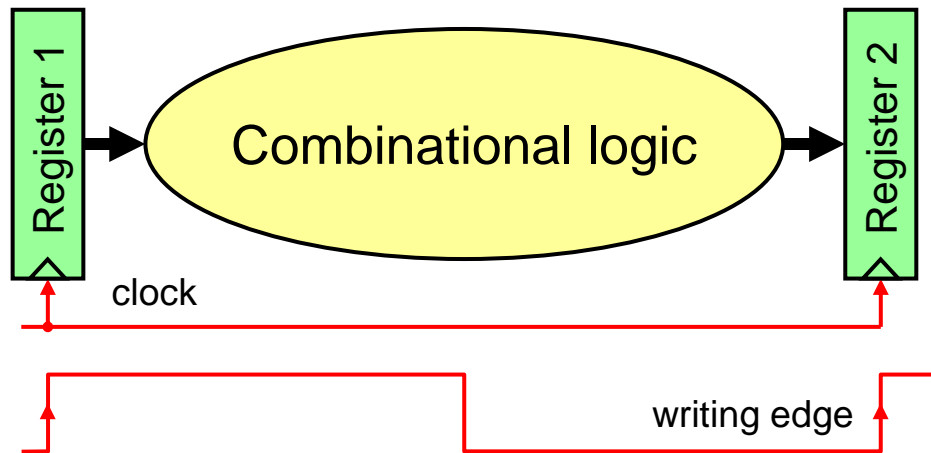 Register 1
Combinational logic
Register 2
clock
writing edge